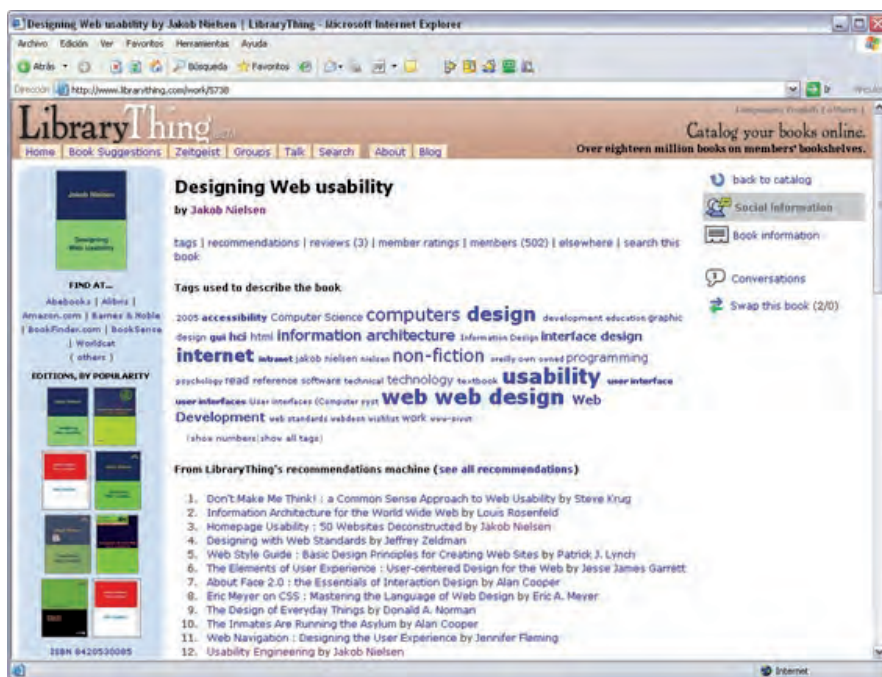 Designing Web usability by Jakob Nielsen | LibraryThing - Microsoft Internet Explorer
Archivo Edición Ver Favoritos Herramientas Ayuda
Atrás Búsqueda Favoritos
Dirección http://www.librarything.com/work/5738 Ir
LibraryThing
Catalog your books online.
Home Book Suggestions Zeitgeist Groups Talk Search About Blog
Over eighteen million books on members' bookshelves.
Jakob Nielsen
Designing
Web Usability
FIND AT...
Abebooks | Alibris |
Amazon.com | Barnes & Noble
| BookFinder.com | BookSense
| Worldcat
( others )
EDITIONS, BY POPULARITY
ISBN 8420530085
Designing Web usability
by Jakob Nielsen
tags | recommendations | reviews (3) | member ratings | members (502) | elsewhere | search this
book
Tags used to describe the book
2005 accessibility Computer Science computers design development education graphic
design gui hci html information architecture Information Design interface design
internet intranet jakob nielsen nielsen non-fiction oreilly own owned programming
psychology read reference software technical technology textbook usability user interface
user interfaces User interfaces (Computer syst web web design Web
Development web standards webdesn wishlist work www-pivot
(show numbers|show all tags)
From LibraryThing's recommendations machine (see all recommendations)
1. Don't Make Me Think! : a Common Sense Approach to Web Usability by Steve Krug
2. Information Architecture for the World Wide Web by Louis Rosenfeld
3. Homepage Usability : 50 Websites Deconstructed by Jakob Nielsen
4. Designing with Web Standards by Jeffrey Zeldman
5. Web Style Guide : Basic Design Principles for Creating Web Sites by Patrick J. Lynch
6. The Elements of User Experience : User-centered Design for the Web by Jesse James Garrett
7. About Face 2.0 : the Essentials of Interaction Design by Alan Cooper
8. Eric Meyer on CSS : Mastering the Language of Web Design by Eric A. Meyer
9. The Design of Everyday Things by Donald A. Norman
10. The Inmates Are Running the Asylum by Alan Cooper
11. Web Navigation : Designing the User Experience by Jennifer Fleming
12. Usability Engineering by Jakob Nielsen
back to catalog
Social Information
Book information
Conversations
Swap this book (2/0)
Internet